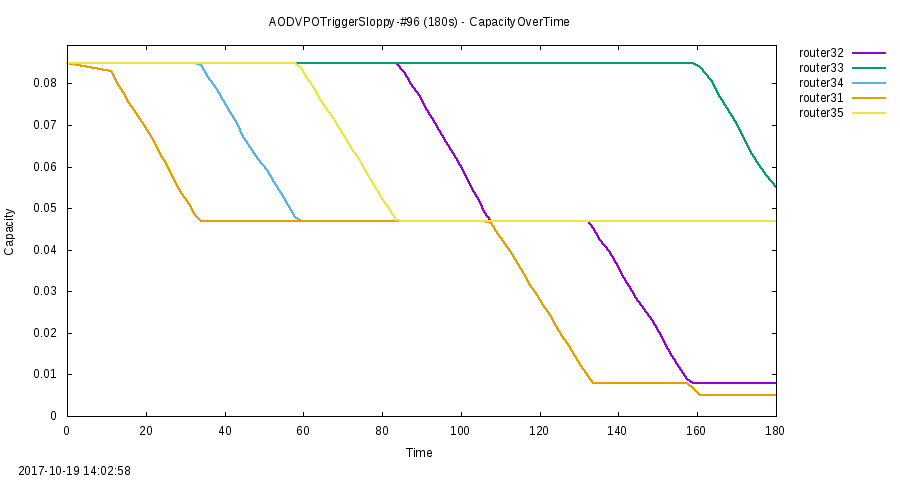 AODVPOTriggerSloppy-#96 (180s) - CapacityOverTime
router32
router33
router34
router31
router35
0.08
0.07
0.06
0.05
0.04
0.03
0.02
0.01
0
Capacity
0 20 40 60 80 100 120 140 160 180
Time
2017-10-19 14:02:58